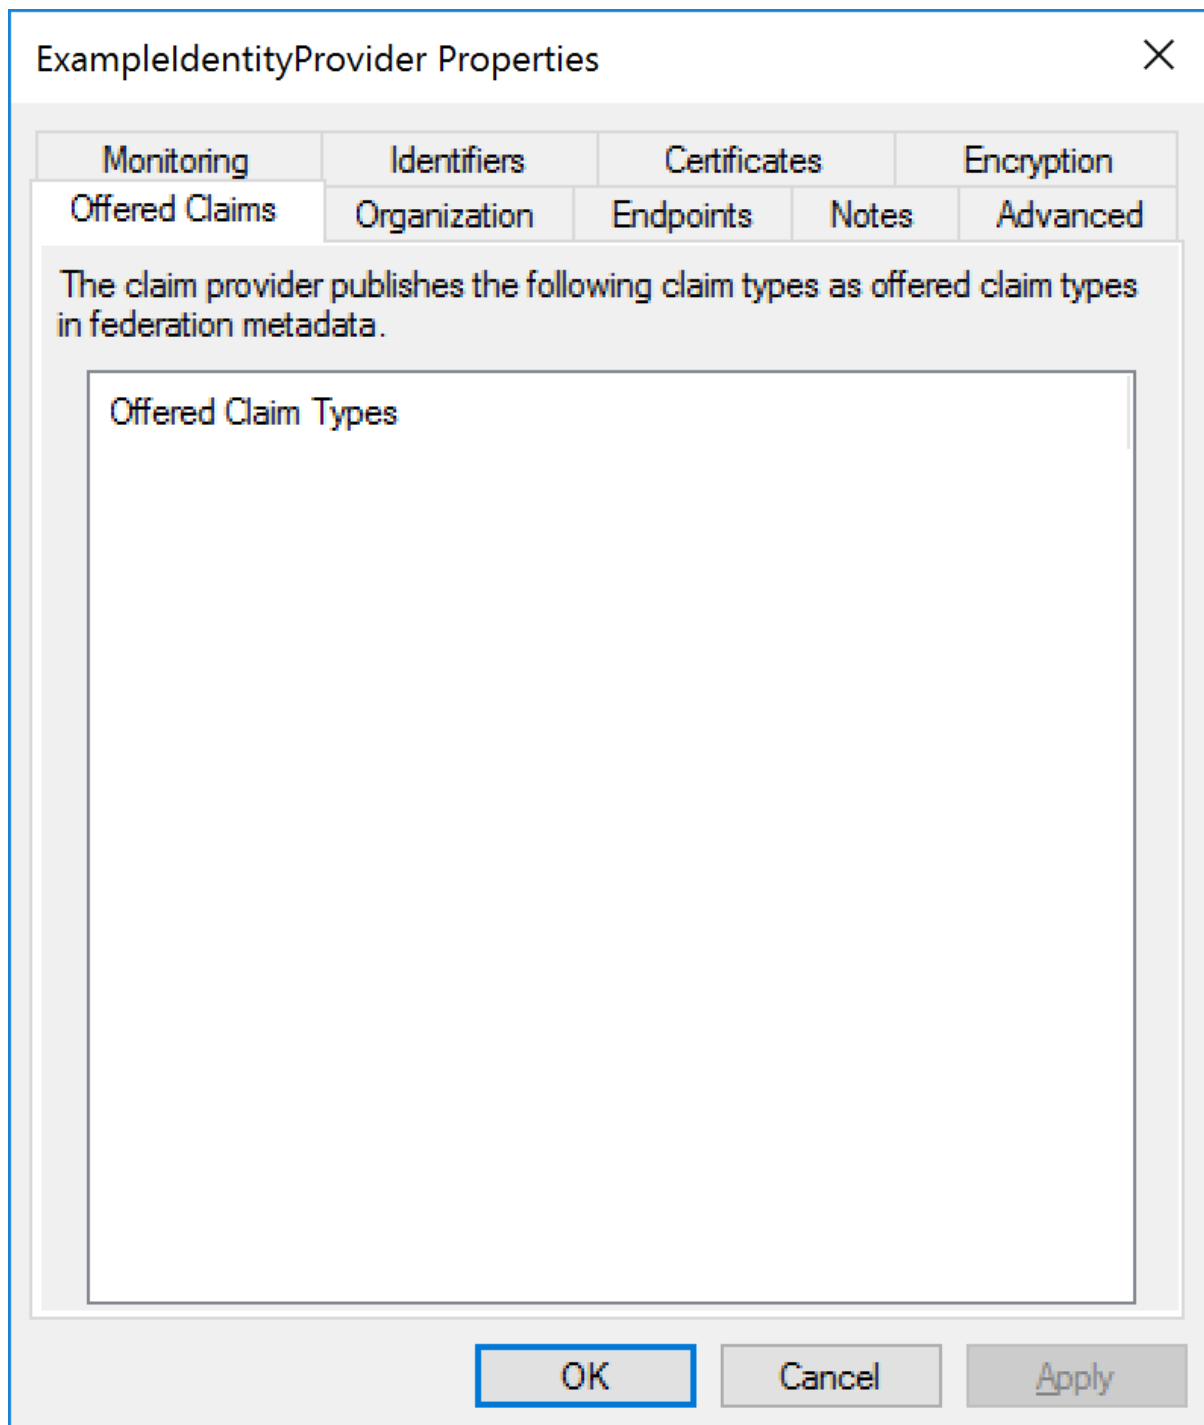 ExampleIdentityProvider Properties
Monitoring Identifiers Certificates Encryption
Offered Claims Organization Endpoints Notes Advanced
The claim provider publishes the following claim types as offered claim types
in federation metadata.
Offered Claim Types
OK Cancel Apply